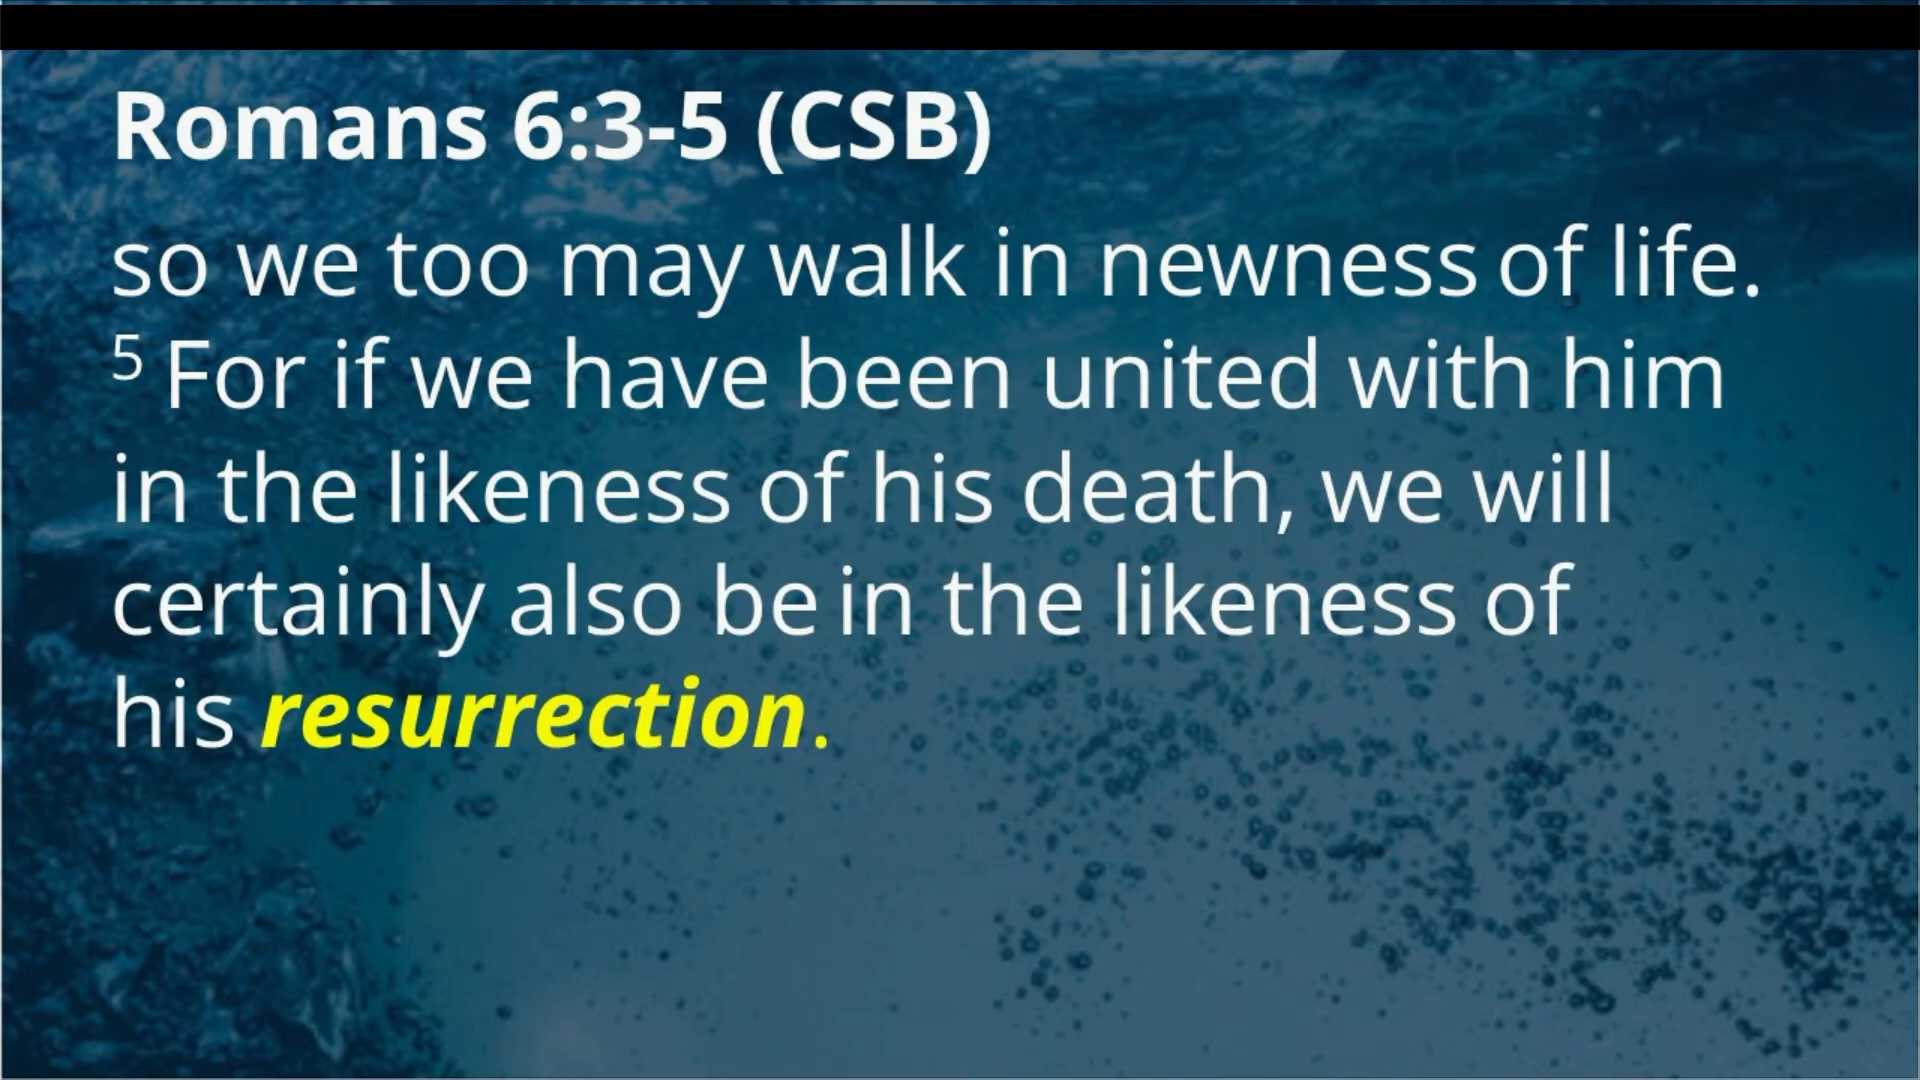 Romans 6:3-5 (CSB)
so we too may walk in newness of life.
5 For if we have been united with him
in the likeness of his death, we will
certainly also be in the likeness of
his resurrection.